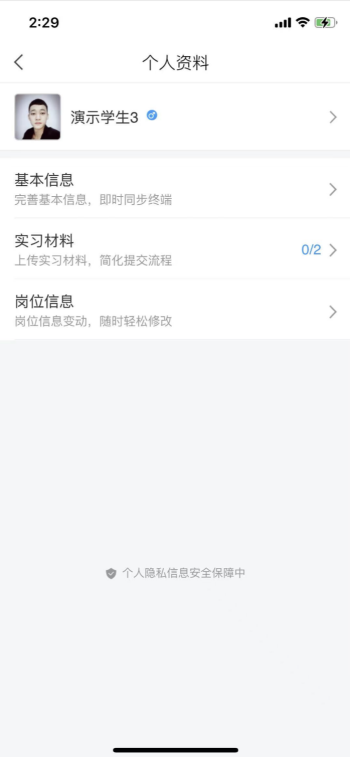 2:29
个人资料
演示学生3
基本信息
完善基本信息，即时同步终端
实习材料
上传实习材料，简化提交流程
0/2
岗位信息
岗位信息变动，随时轻松修改
个人隐私信息安全保障中